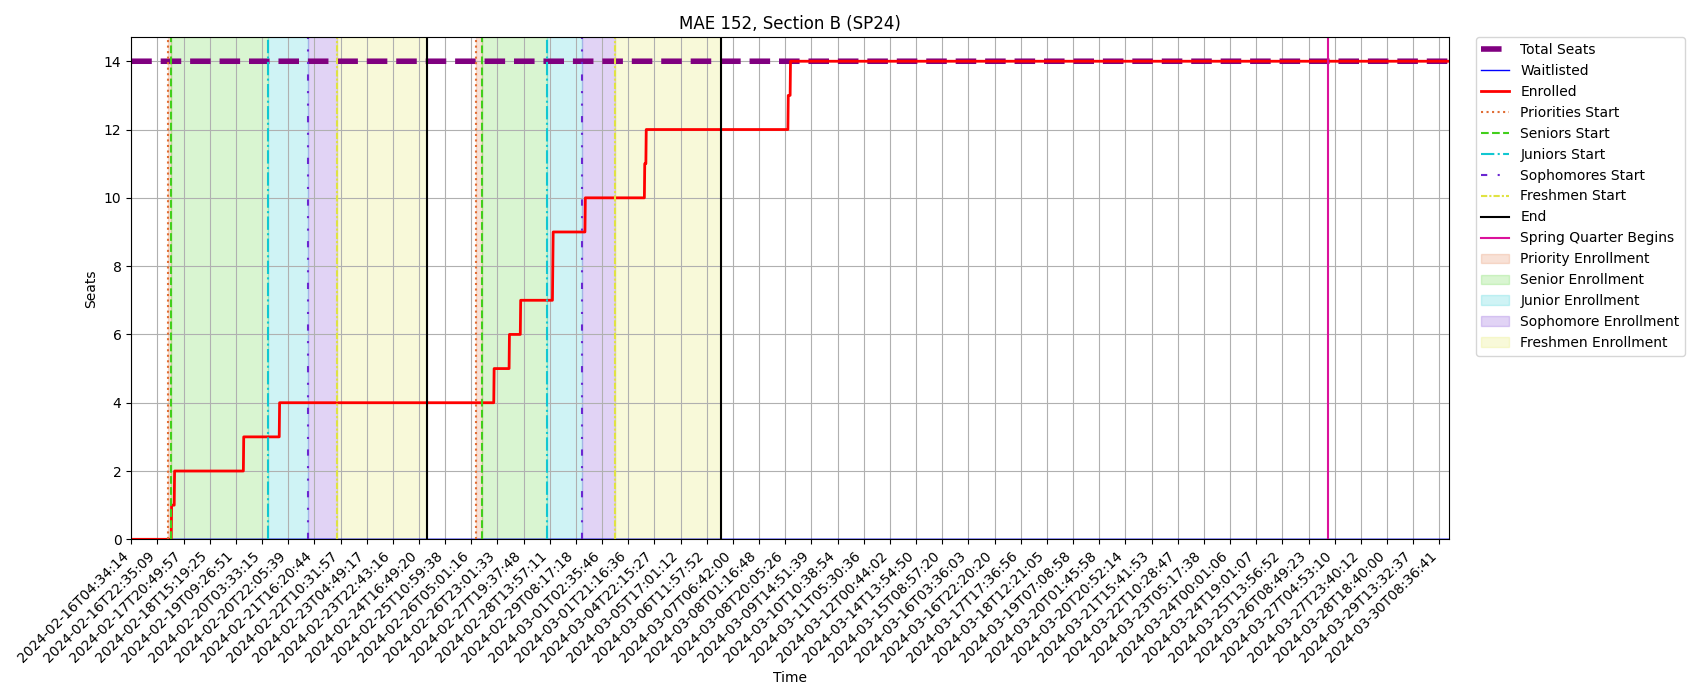 MAE 152, Section B (SP24)
Seats
14
12
10
8
6
4
2
0
2024-02-16T04:34:14
2024-02-16T22:35:09
2024-02-17T20:49:57
2024-02-18T15:19:25
2024-02-19T09:26:51
2024-02-20T03:33:15
2024-02-20T22:05:39
2024-02-21T16:20:44
2024-02-22T10:31:57
2024-02-23T04:49:17
2024-02-23T22:43:16
2024-02-24T16:49:20
2024-02-25T10:59:38
2024-02-26T05:01:16
2024-02-26T23:01:33
2024-02-27T19:37:48
2024-02-28T13:57:11
2024-02-29T08:17:18
2024-03-01T02:35:46
2024-03-01T21:16:36
2024-03-04T22:15:27
2024-03-05T17:01:12
2024-03-06T11:57:52
2024-03-07T06:42:00
2024-03-08T01:16:48
2024-03-08T20:05:26
2024-03-09T14:51:39
2024-03-10T10:38:54
2024-03-11T05:30:36
2024-03-12T00:44:02
2024-03-14T13:54:50
2024-03-15T08:57:20
2024-03-16T03:36:03
2024-03-16T22:20:20
2024-03-17T17:36:56
2024-03-18T12:21:05
2024-03-19T07:08:58
2024-03-20T01:45:58
2024-03-20T20:52:14
2024-03-21T15:41:53
2024-03-22T10:28:47
2024-03-23T05:17:38
2024-03-24T00:01:06
2024-03-24T19:01:07
2024-03-25T13:56:52
2024-03-26T08:49:23
2024-03-27T04:53:10
2024-03-27T23:40:12
2024-03-28T18:40:00
2024-03-29T13:32:37
2024-03-30T08:36:41
Time
Total Seats
Waitlisted
Enrolled
Priorities Start
Seniors Start
Juniors Start
Sophomores Start
Freshmen Start
End
Spring Quarter Begins
Priority Enrollment
Senior Enrollment
Junior Enrollment
Sophomore Enrollment
Freshmen Enrollment